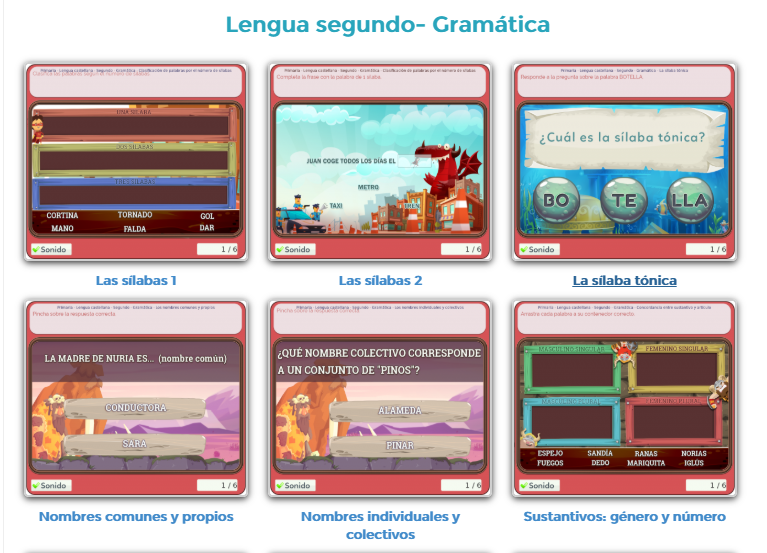 Lengua segundo- Gramática
Primaria - Lengua castellana - Segundo - Gramática - Clasificación de palabras por el número de sílabas
Clasifica las palabras según el número de sílabas.
UNA SÍLABA
DOS SÍLABAS
TRES SÍLABAS
CORTINA TORNADO GOL
MANO FALDA DAR
Sonido 1 / 6
Las sílabas 1
Primaria - Lengua castellana - Segundo - Gramática - Clasificación de palabras por el número de sílabas
Completa la frase con la palabra de 1 sílaba.
JUAN COGE TODOS LOS DÍAS EL
METRO
TAXI TREN
Sonido 1 / 6
Las sílabas 2
Primaria - Lengua castellana - Segundo - Gramática - La sílaba tónica
Responde a la pregunta sobre la palabra BOTELLA.
¿Cuál es la sílaba tónica?
BO TE LLA
Sonido 1 / 6
La sílaba tónica
Primaria - Lengua castellana - Segundo - Gramática - Los nombres comunes y propios
Pincha sobre la respuesta correcta.
LA MADRE DE NURIA ES... (nombre común)
CONDUCTORA
SARA
Sonido 1 / 6
Nombres comunes y propios
Primaria - Lengua castellana - Segundo - Gramática - Los nombres individuales y colectivos
Pincha sobre la respuesta correcta.
¿QUÉ NOMBRE COLECTIVO CORRESPONDE
A UN CONJUNTO DE "PINOS"?
ALAMEDA
PINAR
Sonido 1 / 6
Nombres individuales y
colectivos
Primaria - Lengua castellana - Segundo - Gramática - Concordancia entre sustantivo y artículo
Arrastra cada palabra a su contenedor correcto.
MASCULINO SINGULAR FEMENINO SINGULAR
MASCULINO PLURAL FEMENINO PLURAL
ESPEJO SANDÍA RANAS NORIAS
FUEGOS DEDO MARIQUITA IGLÚS
Sonido 1 / 6
Sustantivos: género y número